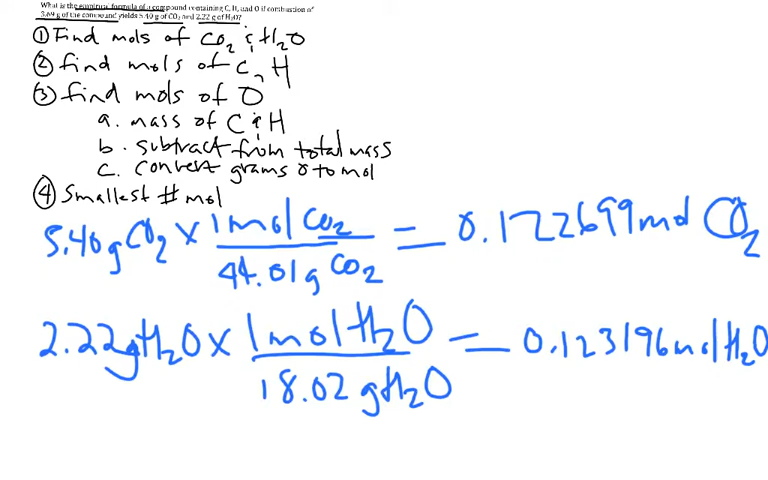 What is the empirical formula of a compound containing C, H, and O if combustion of
3.69 g of the compound yields 5.40 g of CO₂ and 2.22 g of H₂O?
① Find mols of CO₂ & H₂O
② find mols of C, H
③ find mols of O
a. mass of C & H
b. subtract from total mass
c. convert grams O to mol
④ Smallest # mol
5.40 g CO₂ x 1 mol CO₂ / 44.01 g CO₂ = 0.122699 mol CO₂
2.22 g H₂O x 1 mol H₂O / 18.02 g H₂O = 0.123196 mol H₂O